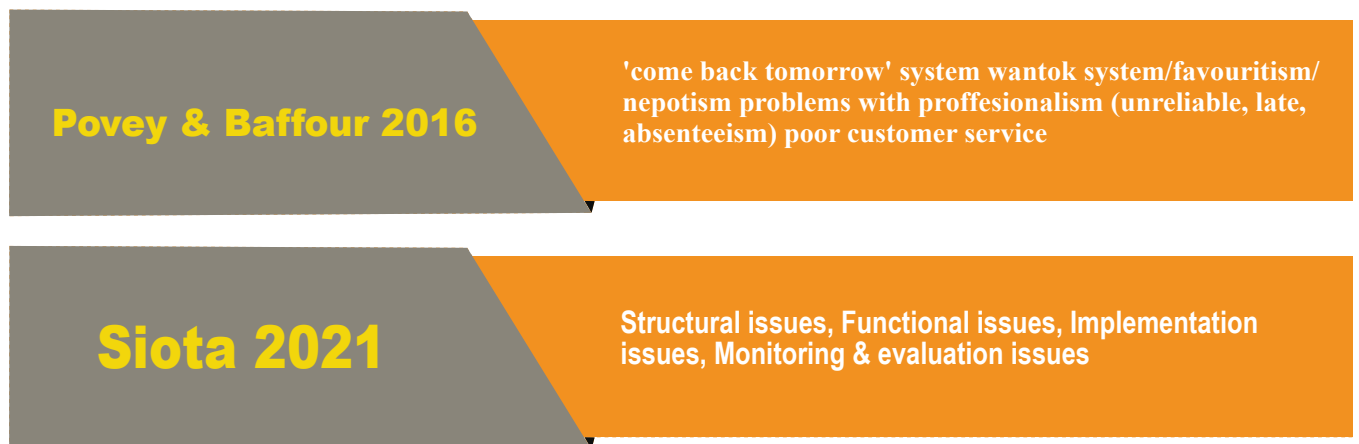 Povey & Baffour 2016
'come back tomorrow' system wantok system/favouritism/
nepotism problems with proffesionalism (unreliable, late,
absenteeism) poor customer service
Siota 2021
Structural issues, Functional issues, Implementation
issues, Monitoring & evaluation issues